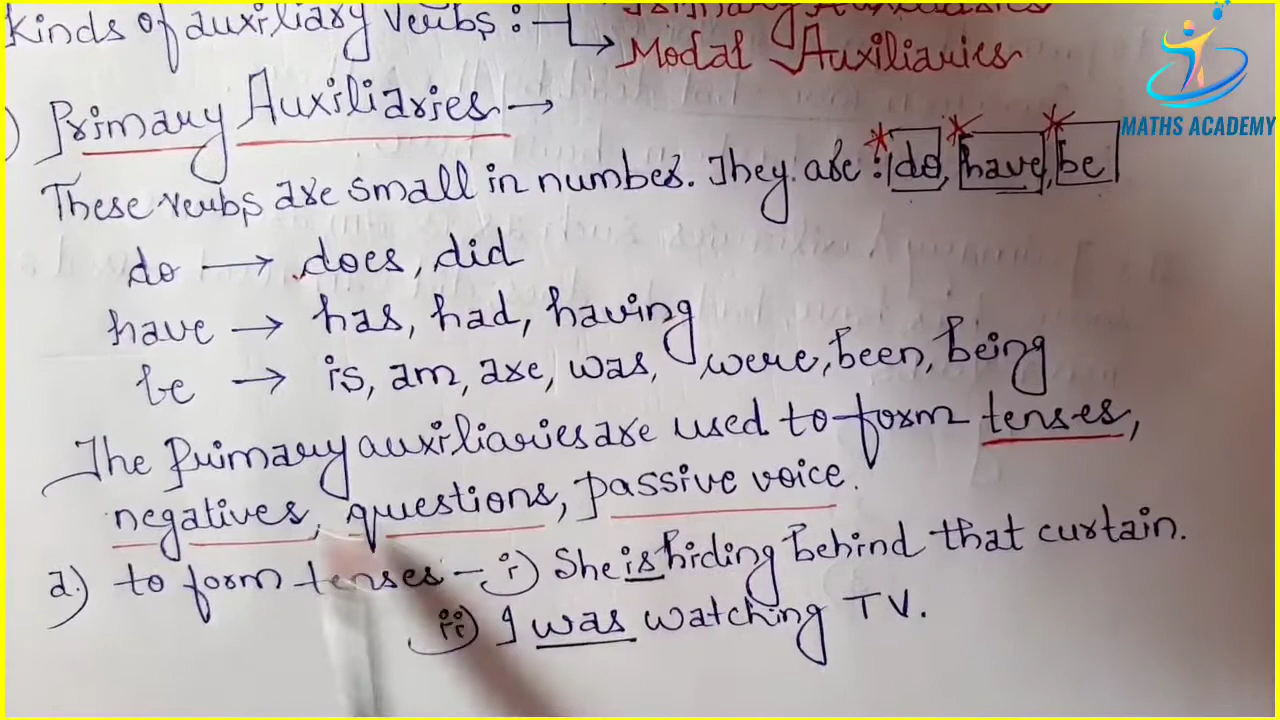 Kinds of auxiliary verbs :- Primary Auxiliaries
→ Modal Auxiliaries
) Primary Auxiliaries →
These verbs are small in number. They are : do, have, be
do → does, did
have → has, had, having
be → is, am, are, was, were, been, being
The Primary auxiliaries are used to form tenses,
negatives, questions, passive voice.
a.) to form tenses - i) She is hiding behind that curtain.
ii) I was watching TV.
MATHS ACADEMY